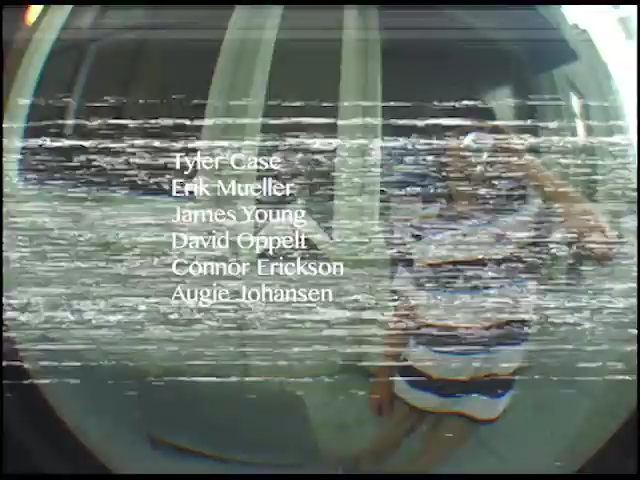 Tyler Case
Erik Mueller
James Young
David Oppelt
Connor Erickson
Augie Johansen